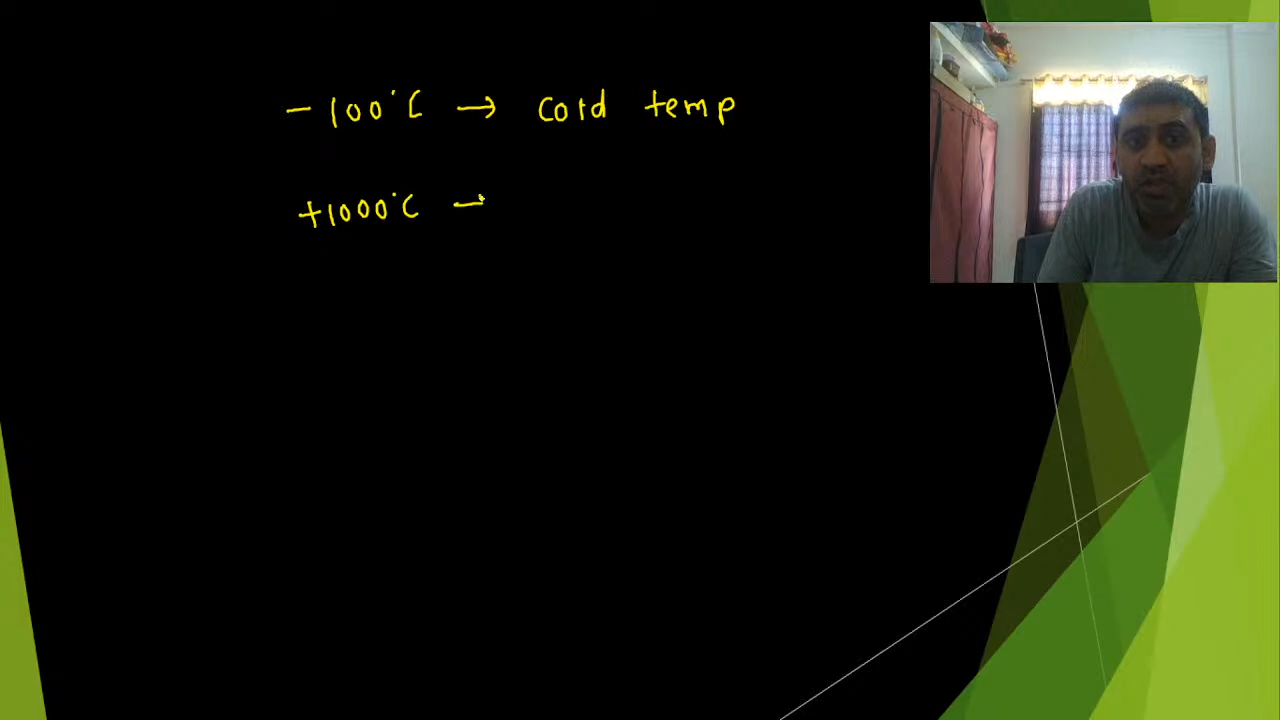 - 100°C → cold temp
+1000°C →